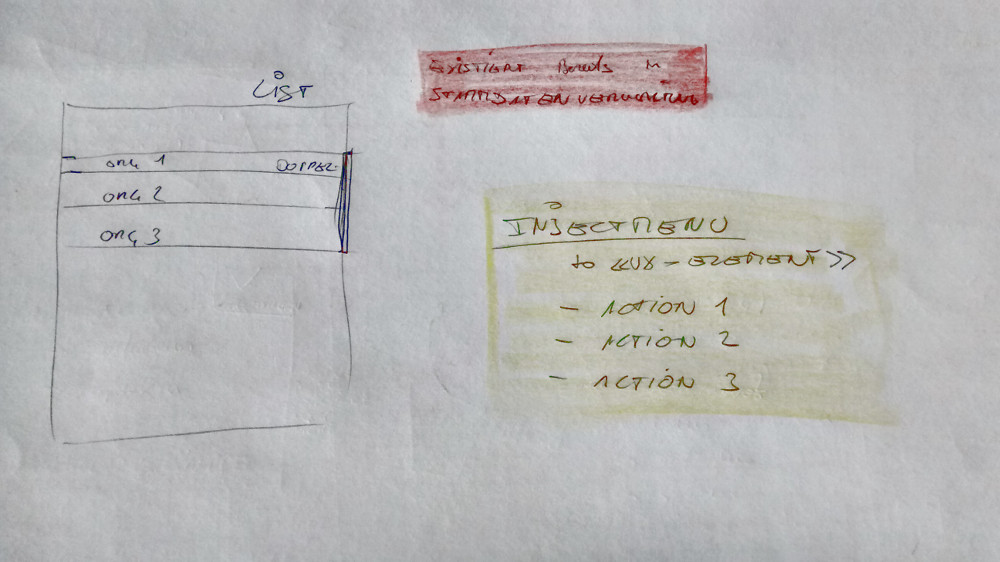 LIST
ORG 1 DOPPEL
ORG 2
ORG 3
EXISTIERT Bereits in
STAMMDATENVERWALTUNG
INJECTMENU
to <<UX-ELEMENT>>
- ACTION 1
- ACTION 2
- ACTION 3